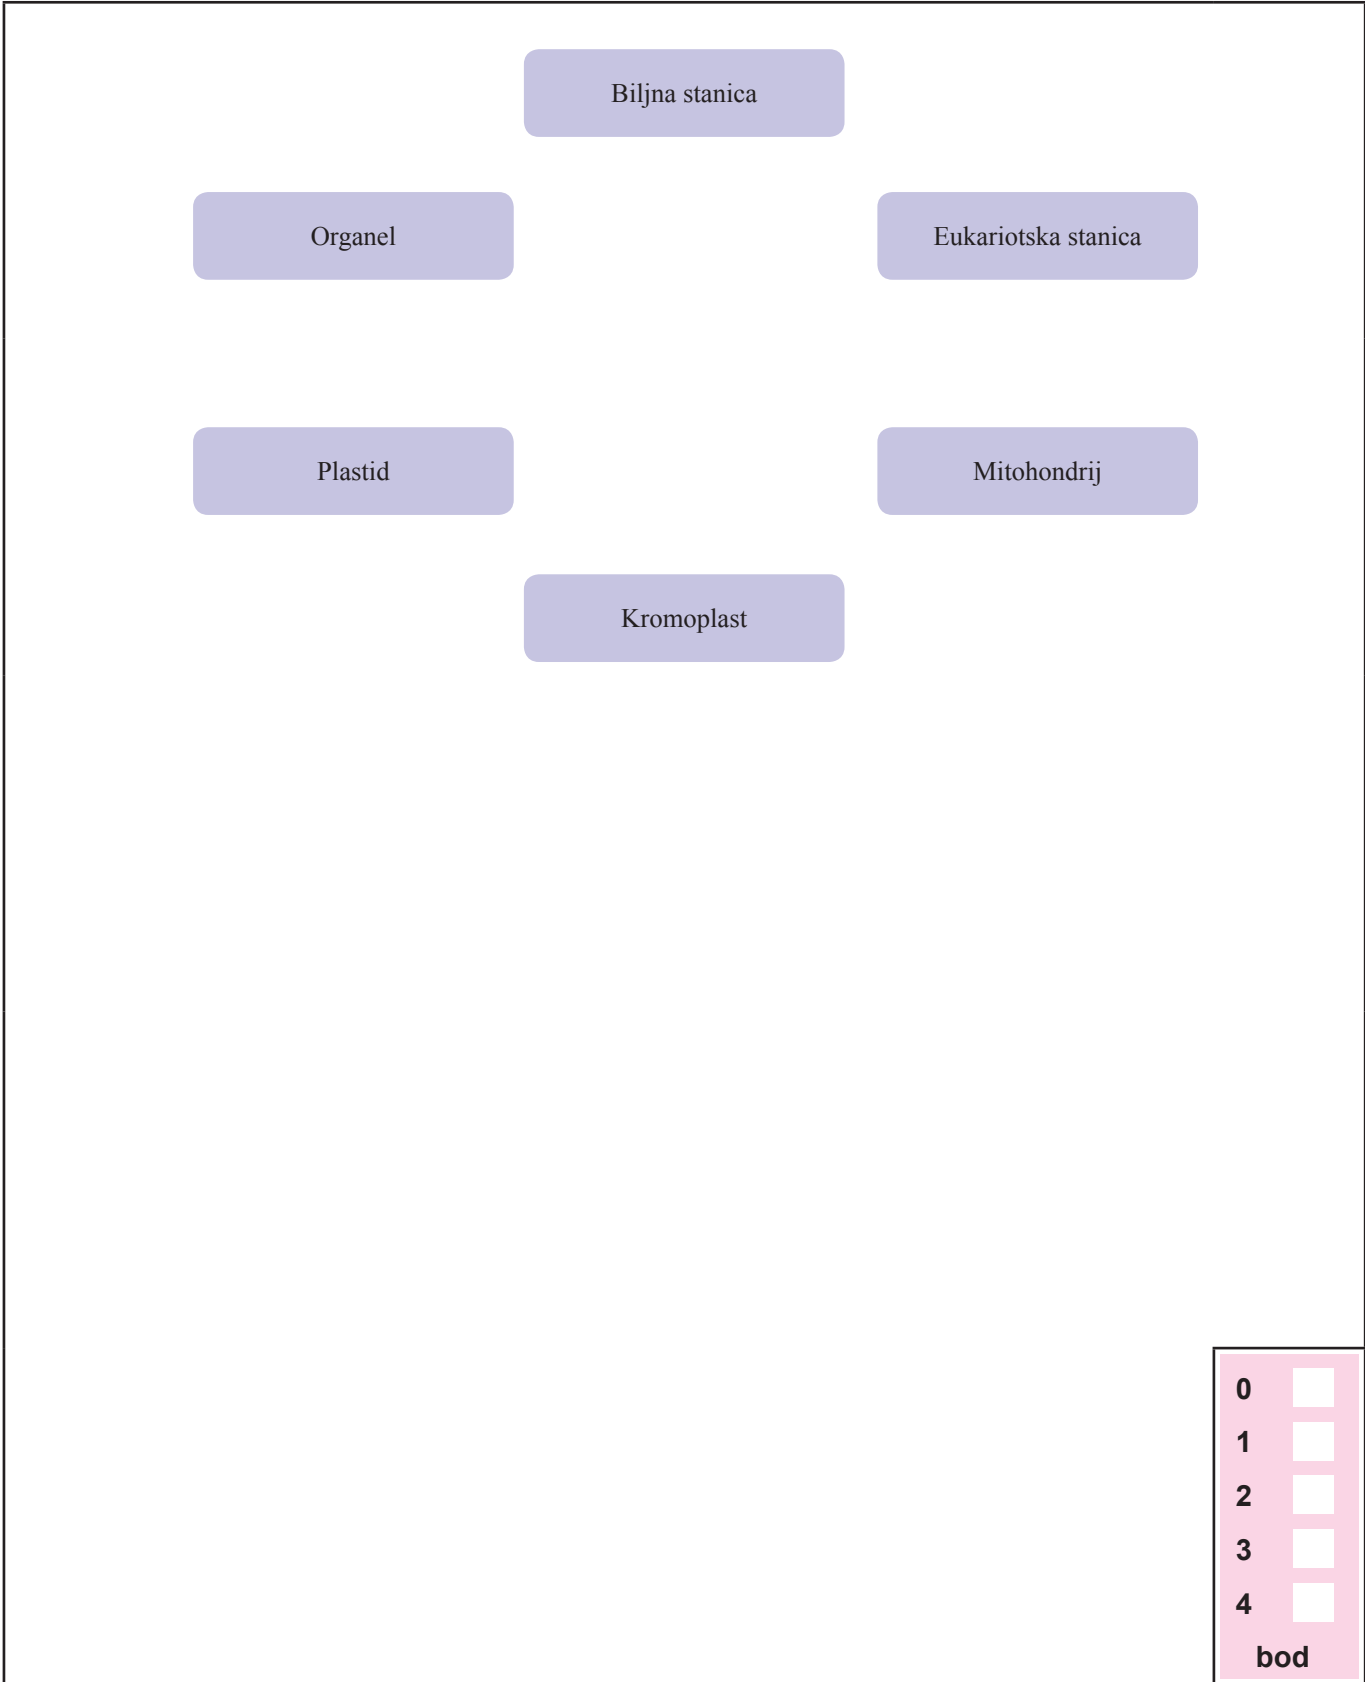 Biljna stanica
Organel
Eukariotska stanica
Plastid
Mitohondrij
Kromoplast
0
1
2
3
4
bod